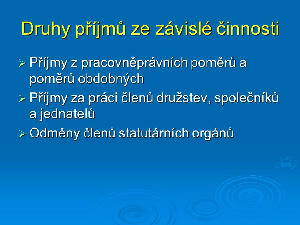 Druhy příjmů ze závislé činnosti
Příjmy z pracovněprávních poměrů a
poměrů obdobných
Příjmy za práci členů družstev, společníků
a jednatelů
Odměny členů statutárních orgánů